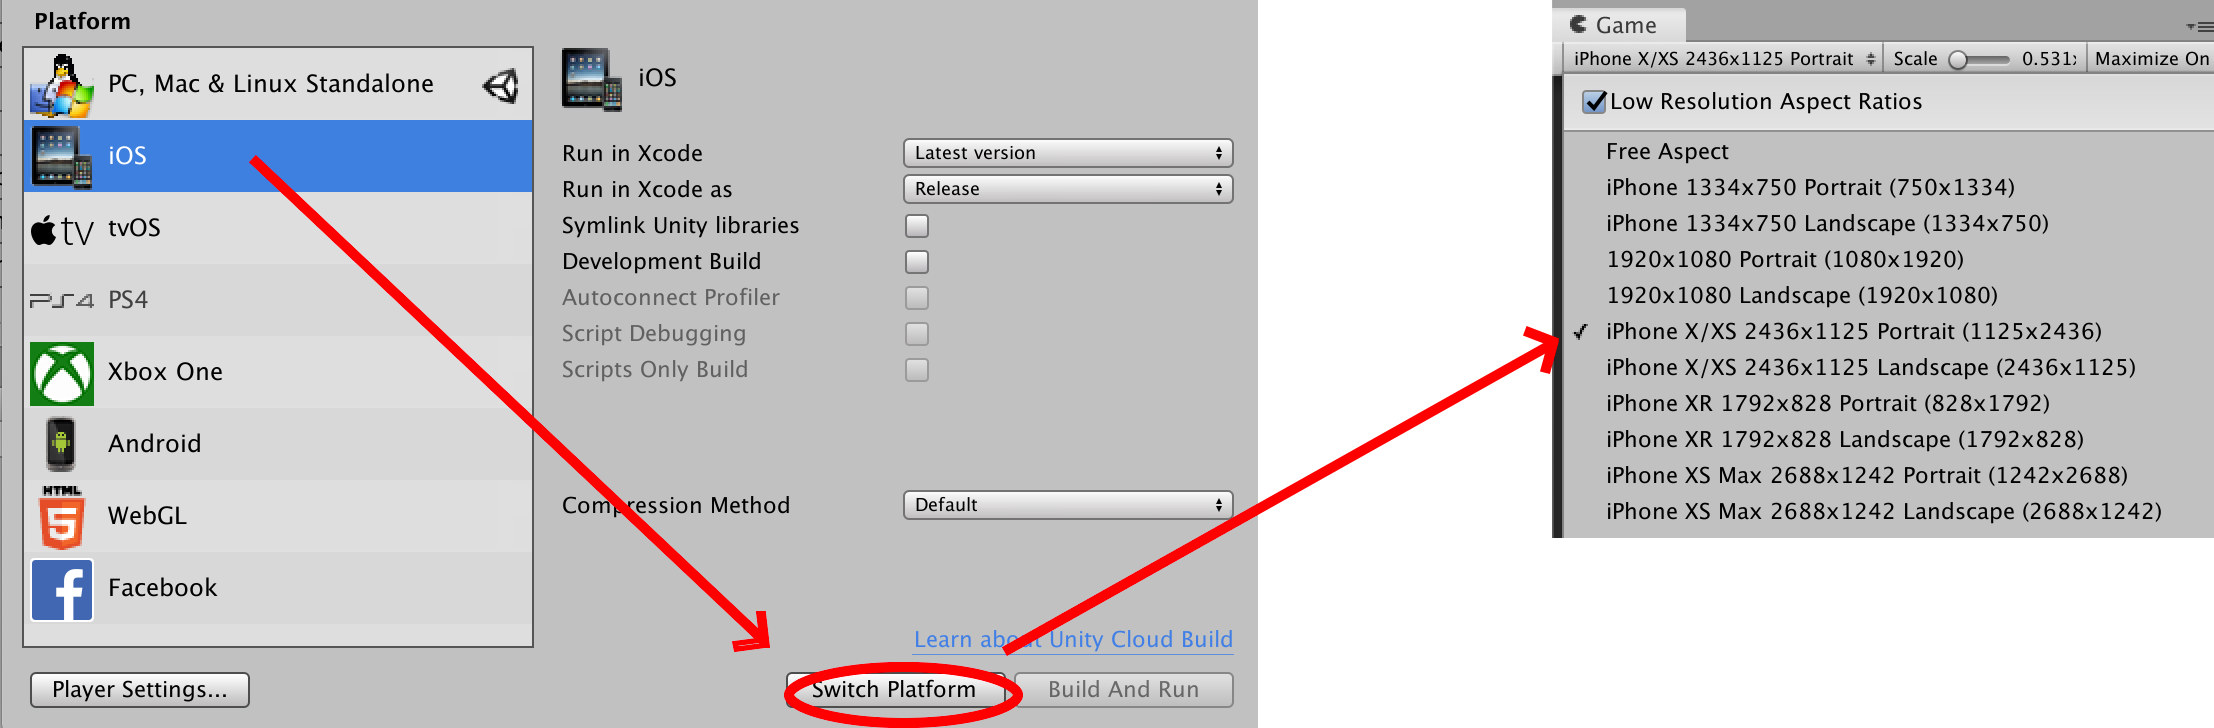 Platform
PC, Mac & Linux Standalone
iOS
tv tvOS
PS4 PS4
Xbox One
Android
HTML
5 WebGL
f Facebook
Player Settings...
iOS
Run in Xcode Latest version
Run in Xcode as Release
Symlink Unity libraries
Development Build
Autoconnect Profiler
Script Debugging
Scripts Only Build
Compression Method Default
Learn about Unity Cloud Build
Switch Platform Build And Run
Game
iPhone X/XS 2436x1125 Portrait Scale 0.531 Maximize On
Low Resolution Aspect Ratios
Free Aspect
iPhone 1334x750 Portrait (750x1334)
iPhone 1334x750 Landscape (1334x750)
1920x1080 Portrait (1080x1920)
1920x1080 Landscape (1920x1080)
iPhone X/XS 2436x1125 Portrait (1125x2436)
iPhone X/XS 2436x1125 Landscape (2436x1125)
iPhone XR 1792x828 Portrait (828x1792)
iPhone XR 1792x828 Landscape (1792x828)
iPhone XS Max 2688x1242 Portrait (1242x2688)
iPhone XS Max 2688x1242 Landscape (2688x1242)